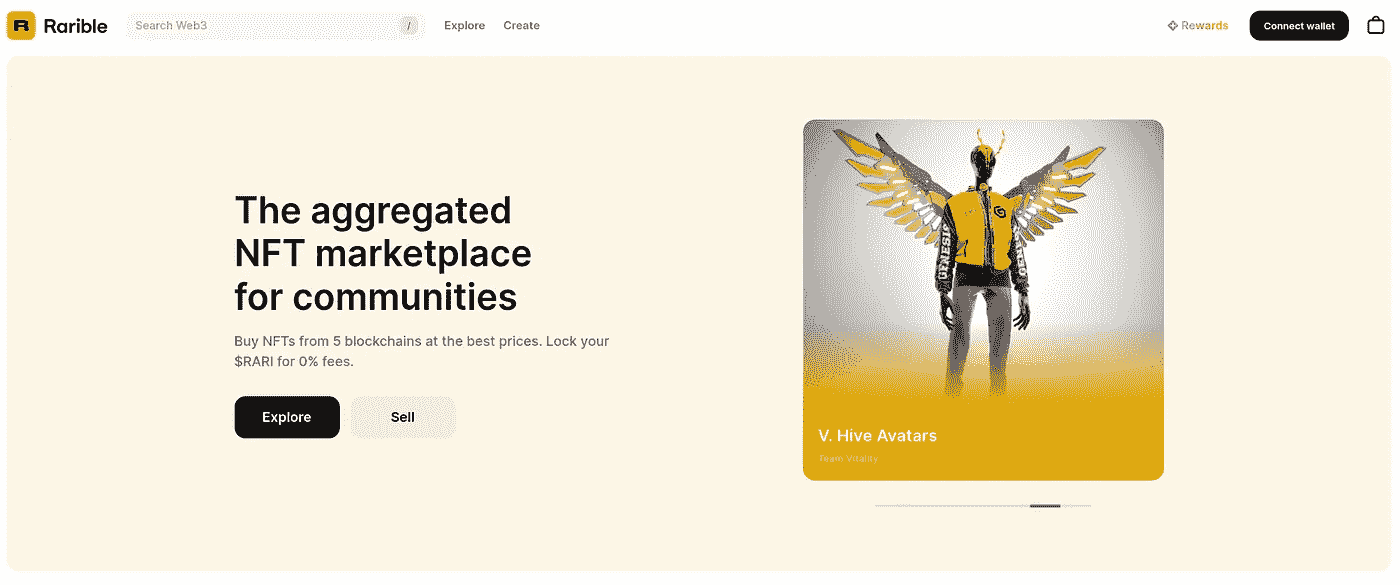 Rarible
Search Web3
/
Explore
Create
Rewards
Connect wallet
The aggregated
NFT marketplace
for communities
Buy NFTs from 5 blockchains at the best prices. Lock your
$RARI for 0% fees.
Explore
Sell
GENESIS
V. Hive Avatars
Team Vitality